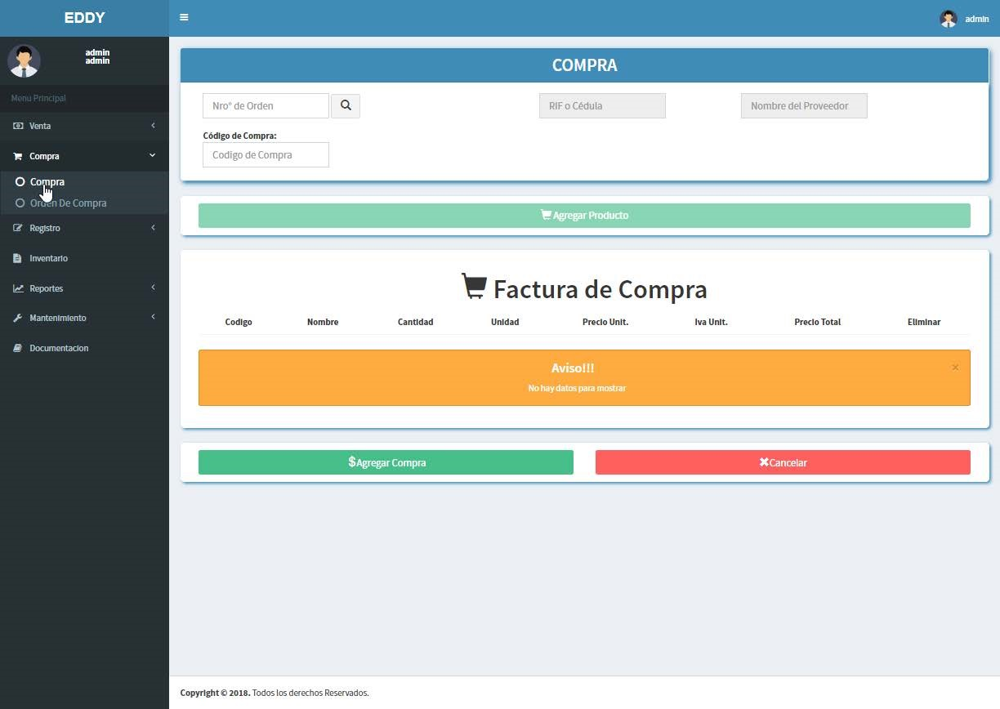 EDDY
admin
admin
admin
Menu Principal
Venta
Compra
Compra
Orden De Compra
Registro
Inventario
Reportes
Mantenimiento
Documentacion
COMPRA
Nro° de Orden
RIF o Cédula
Nombre del Proveedor
Código de Compra:
Codigo de Compra
Agregar Producto
Factura de Compra
Codigo Nombre Cantidad Unidad Precio Unit. Iva Unit. Precio Total Eliminar
Aviso!!!
×
No hay datos para mostrar
$Agregar Compra
Cancelar
Copyright © 2018. Todos los derechos Reservados.